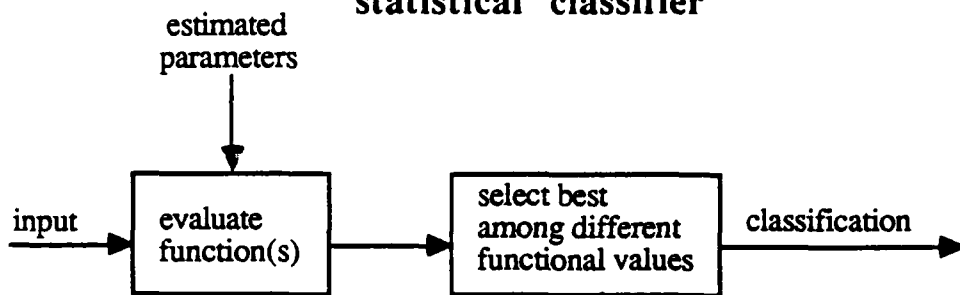 statistical classifier
estimated
parameters
input
evaluate
function(s)
select best
among different
functional values
classification